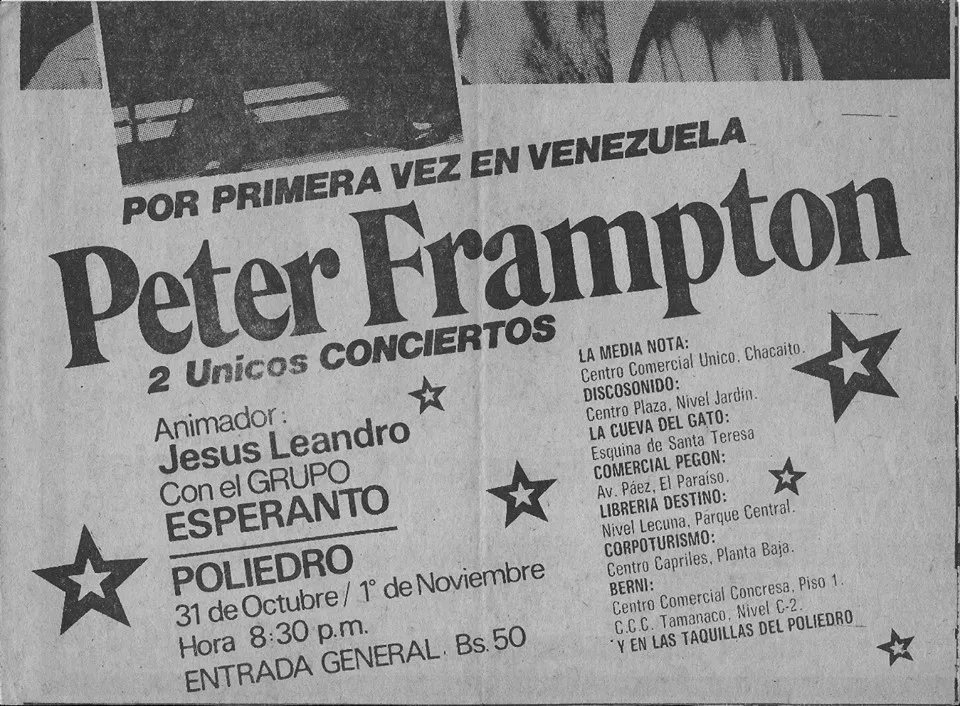 POR PRIMERA VEZ EN VENEZUELA
Peter Frampton
2 Unicos CONCIERTOS
Animador:
Jesus Leandro
Con el GRUPO
ESPERANTO
POLIEDRO
31 de Octubre / 1° de Noviembre
Hora 8:30 p.m.
ENTRADA GENERAL. Bs. 50
LA MEDIA NOTA:
Centro Comercial Unico, Chacaito.
DISCOSONIDO:
Centro Plaza, Nivel Jardin.
LA CUEVA DEL GATO:
Esquina de Santa Teresa
COMERCIAL PEGON:
Av. Páez, El Paraíso.
LIBRERIA DESTINO:
Nivel Lecuna, Parque Central.
CORPOTURISMO:
Centro Capriles, Planta Baja.
BERNI:
Centro Comercial Concresa, Piso 1.
C.C.C. Tamanaco, Nivel C-2.
Y EN LAS TAQUILLAS DEL POLIEDRO